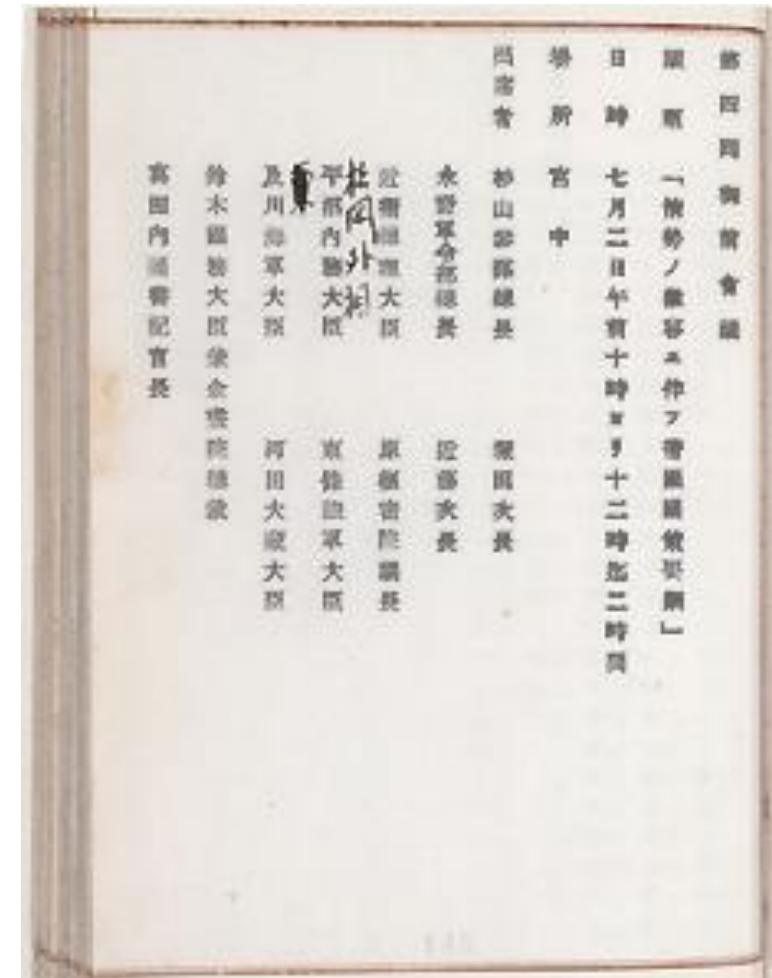 第四回御前會議
題順 「情勢ノ推移ニ伴フ帝國國策要綱」
日時 七月二日午前十時ヨリ十二時迄二時間
場所 宮中
出席者 杉山參謀總長 塚田次長
永野軍令部總長 近藤次長
近衞總理大臣 原樞密院議長
松岡外相
平沼內務大臣 東條陸軍大臣
及川海軍大臣 河田大藏大臣
鈴木國務大臣兼企畫院總裁
富田內閣書記官長